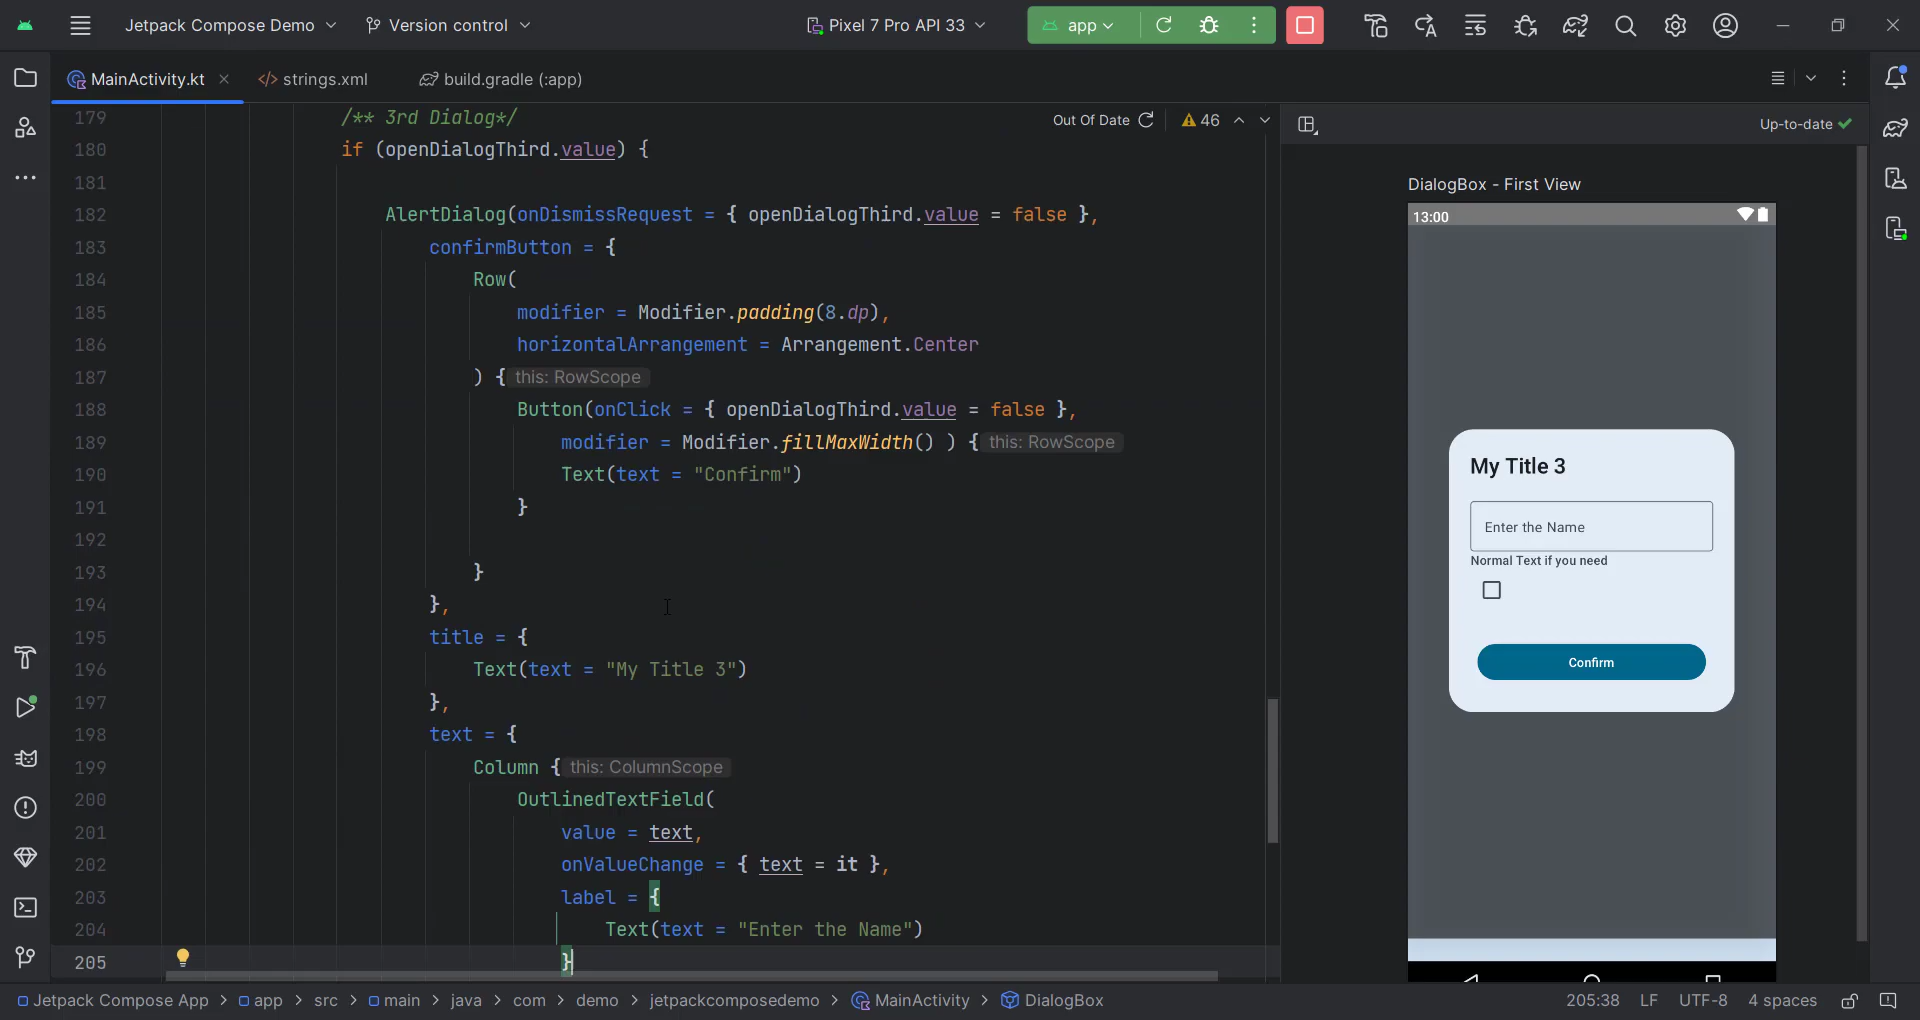 Jetpack Compose Demo
Version control
Pixel 7 Pro API 33
app
MainActivity.kt
strings.xml
build.gradle (:app)
179 /** 3rd Dialog*/
Out Of Date
46
Up-to-date
180 if (openDialogThird.value) {
181
182 AlertDialog(onDismissRequest = { openDialogThird.value = false },
183 confirmButton = {
184 Row(
185 modifier = Modifier.padding(8.dp),
186 horizontalArrangement = Arrangement.Center
187 ) { this: RowScope
188 Button(onClick = { openDialogThird.value = false },
189 modifier = Modifier.fillMaxWidth() ) { this: RowScope
190 Text(text = "Confirm")
191 }
192
193 }
194 },
195 title = {
196 Text(text = "My Title 3")
197 },
198 text = {
199 Column { this: ColumnScope
200 OutlinedTextField(
201 value = text,
202 onValueChange = { text = it },
203 label = {
204 Text(text = "Enter the Name")
205 }
DialogBox - First View
13:00
My Title 3
Enter the Name
Normal Text if you need
Confirm
Jetpack Compose App > app > src > main > java > com > demo > jetpackcomposedemo > MainActivity > DialogBox
205:38 LF UTF-8 4 spaces